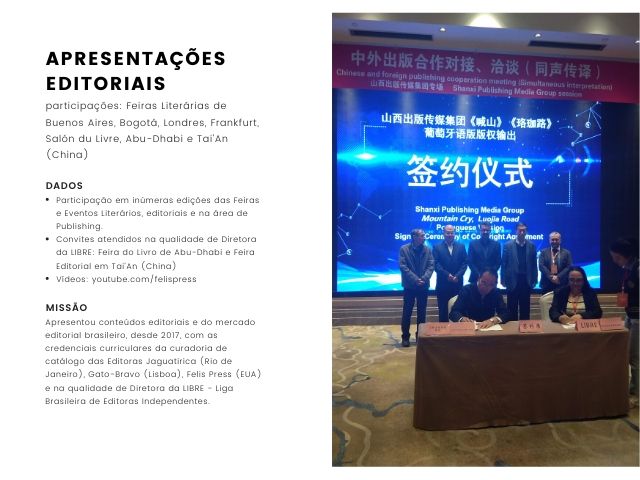 APRESENTAÇÕES
EDITORIAIS
participações: Feiras Literárias de
Buenos Aires, Bogotá, Londres, Frankfurt,
Salón du Livre, Abu-Dhabi e Tai'An
(China)
DADOS
Participação em inúmeras edições das Feiras
e Eventos Literários, editoriais e na área de
Publishing.
Convites atendidos na qualidade de Diretora
da LIBRE: Feira do Livro de Abu-Dhabi e Feira
Editorial em Tai'An (China)
Vídeos: youtube.com/felispress
MISSÃO
Apresentou conteúdos editoriais e do mercado
editorial brasileiro, desde 2017, com as
credenciais curriculares da curadoria de
catálogo das Editoras Jaguatirica (Rio de
Janeiro), Gato-Bravo (Lisboa), Felis Press (EUA)
e na qualidade de Diretora da LIBRE - Liga
Brasileira de Editoras Independentes.
中外出版合作对接、洽谈（同声传译）
Chinese and foreign publishing cooperation meeting (Simultaneous interpretation)
山西出版传媒集团专场 Shanxi Publishing Media Group session
山西出版传媒集团《喊山》《珞珈路》
葡萄牙语版版权输出
签约仪式
Shanxi Publishing Media Group
Mountain Cry, Luojia Road
Portuguese Version
Sign Ceremony of Copyright Agreement
LIBRE